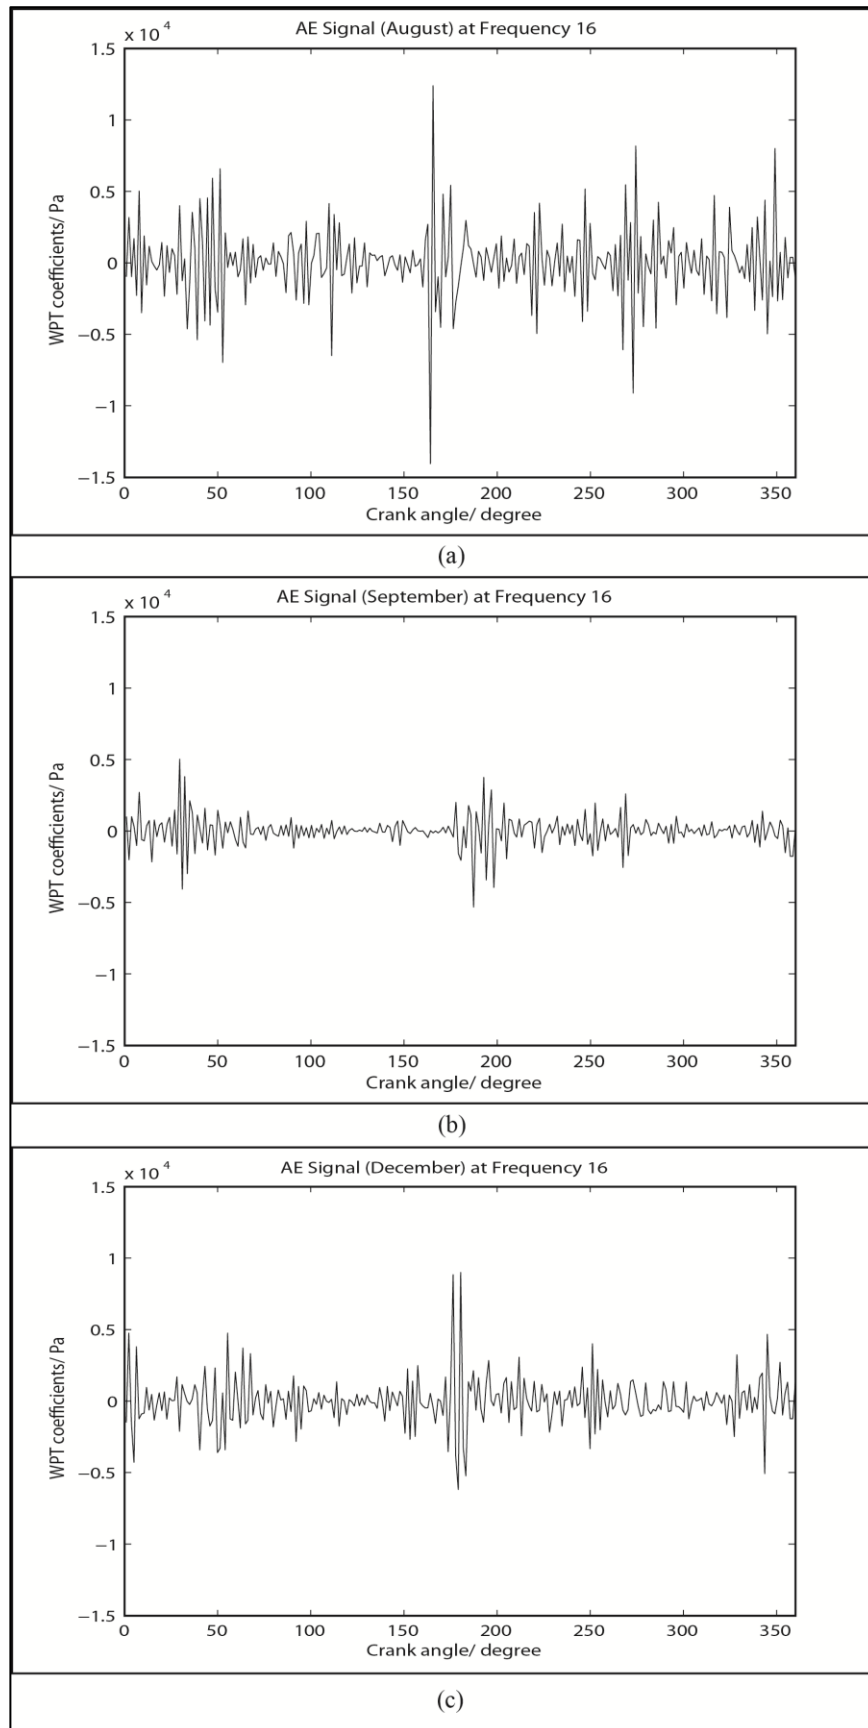 AE Signal (August) at Frequency 16
x 10 4
1.5
1
0.5
0
−0.5
−1
−1.5
WPT coefficients/ Pa
0 50 100 150 200 250 300 350
Crank angle/ degree
(a)
AE Signal (September) at Frequency 16
x 10 4
1.5
1
0.5
0
−0.5
−1
−1.5
WPT coefficients/ Pa
0 50 100 150 200 250 300 350
Crank angle/ degree
(b)
AE Signal (December) at Frequency 16
x 10 4
1.5
1
0.5
0
−0.5
−1
−1.5
WPT coefficients/ Pa
0 50 100 150 200 250 300 350
Crank angle/ degree
(c)